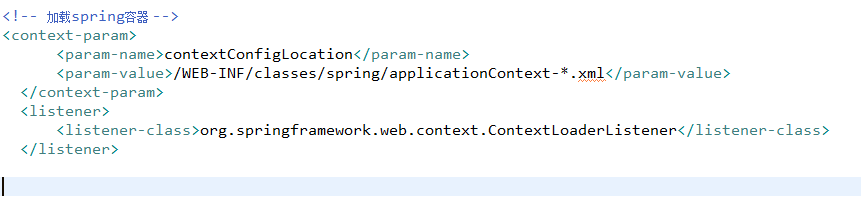 <!-- 加载spring容器 -->
<context-param>
<param-name>contextConfigLocation</param-name>
<param-value>/WEB-INF/classes/spring/applicationContext-*.xml</param-value>
</context-param>
<listener>
<listener-class>org.springframework.web.context.ContextLoaderListener</listener-class>
</listener>